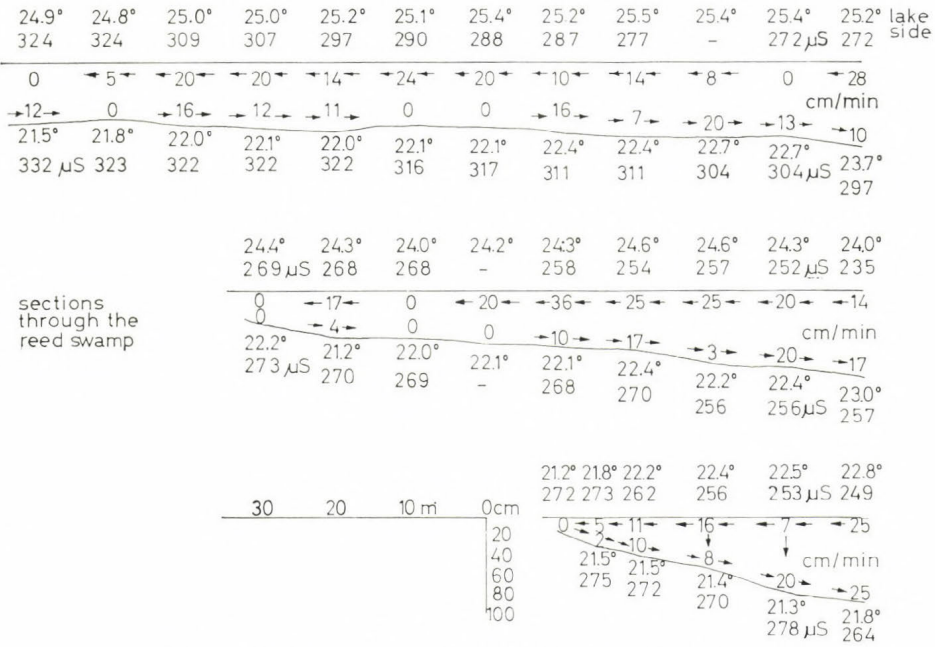 24.9° 24.8° 25.0° 25.0° 25.2° 25.1° 25.4° 25.2° 25.5° 25.4° 25.4° 25.2° lake
324 324 309 307 297 290 288 287 277 – 272 µS 272 side
0 5 20 20 14 24 20 10 14 8 0 28
cm/min
12 0 16 12 11 0 0 16 7 20 13 10
21.5° 21.8° 22.0° 22.1° 22.0° 22.1° 22.1° 22.4° 22.4° 22.7° 22.7° 23.7°
332 µS 323 322 322 322 316 317 311 311 304 304 µS 297
24.4° 24.3° 24.0° 24.2° 24.3° 24.6° 24.6° 24.3° 24.0°
269 µS 268 268 – 258 254 257 252 µS 235
sections
through the
reed swamp
0 17 0 20 36 25 25 20 14
cm/min
0 4 0 0 10 17 3 20 17
22.2° 21.2° 22.0° 22.1° 22.1° 22.4° 22.2° 22.4° 23.0°
273 µS 270 269 – 268 270 256 256 µS 257
21.2° 21.8° 22.2° 22.4° 22.5° 22.8°
272 273 262 256 253 µS 249
30 20 10 m 0 cm
20
40
60
80
100
0 5 11 16 7 25
cm/min
2 10 8 20 25
21.5° 21.5° 21.4° 21.3° 21.8°
275 272 270 278 µS 264